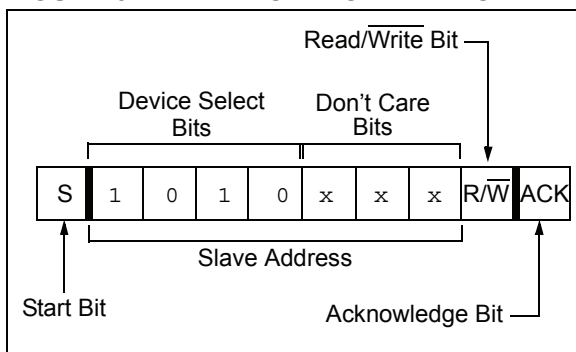 Read/Write Bit
Device Select Bits
Don't Care Bits
S 1 0 1 0 x x x R/W ACK
Slave Address
Start Bit
Acknowledge Bit